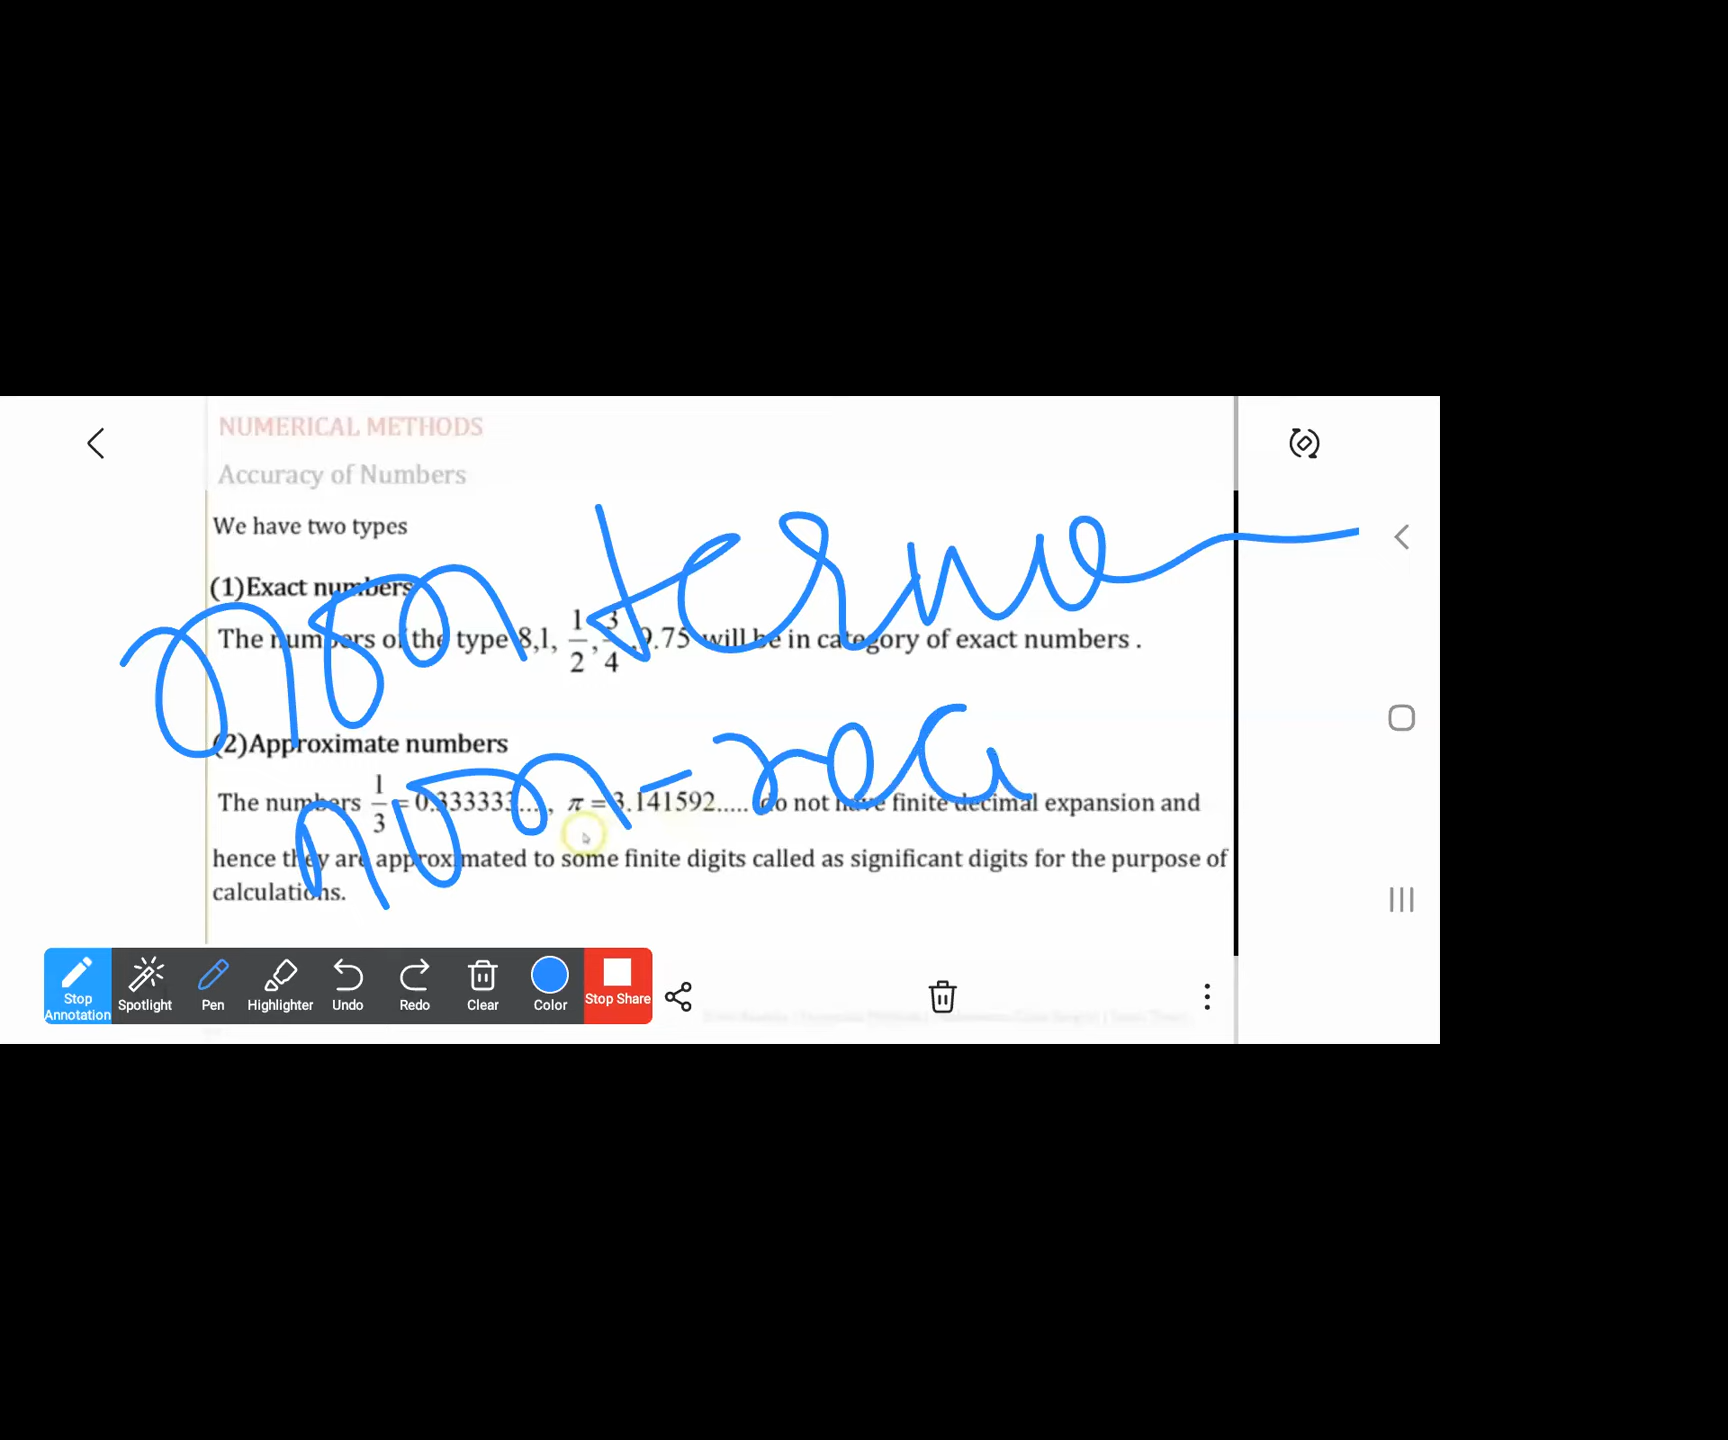 NUMERICAL METHODS
Accuracy of Numbers
We have two types
(1)Exact numbers
The numbers of the type 8,1, 1/2, 3/4, 9.75 will be in category of exact numbers .
non
(2)Approximate numbers
The numbers 1/3 = 0.333333...., π = 3.141592..... do not have finite decimal expansion and
non-rec
hence they are approximated to some finite digits called as significant digits for the purpose of
calculations.
Stop Annotation
Spotlight
Pen
Highlighter
Undo
Redo
Clear
Color
Stop Share